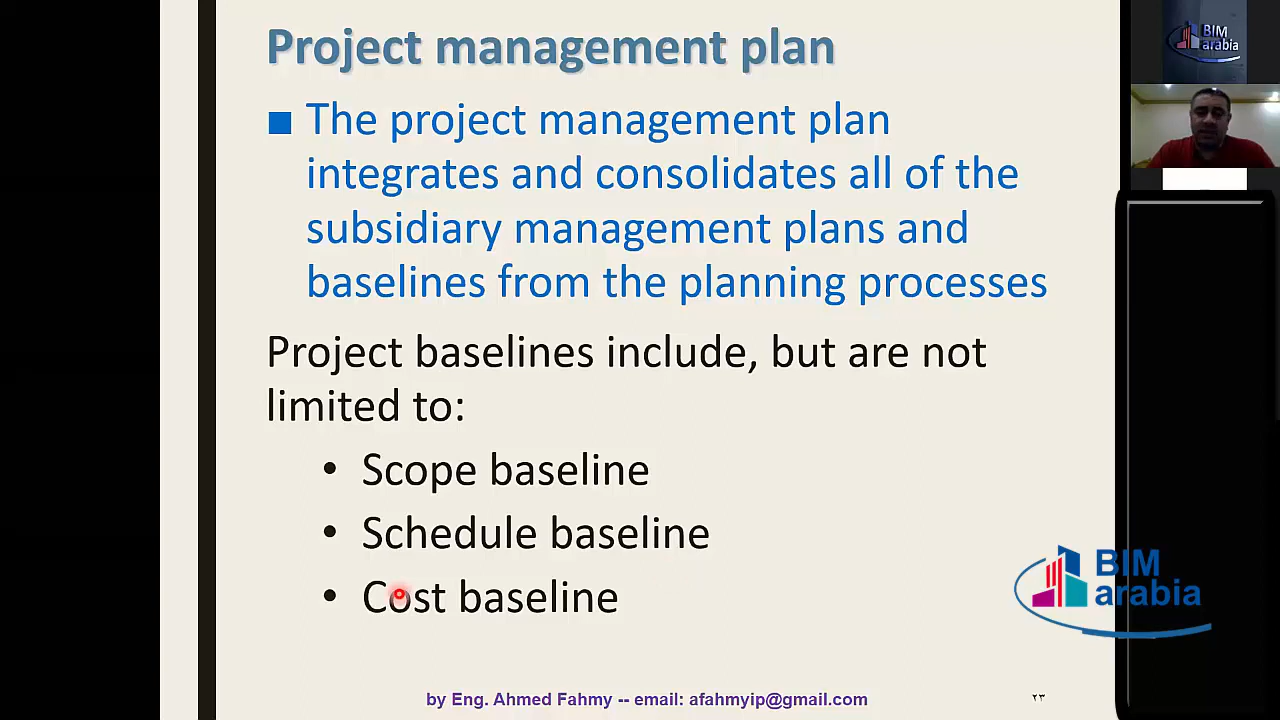 Project management plan
■ The project management plan
integrates and consolidates all of the
subsidiary management plans and
baselines from the planning processes
Project baselines include, but are not
limited to:
• Scope baseline
• Schedule baseline
• Cost baseline
by Eng. Ahmed Fahmy -- email: afahmyip@gmail.com
٢٣
BIM
arabia
BIM
arabia